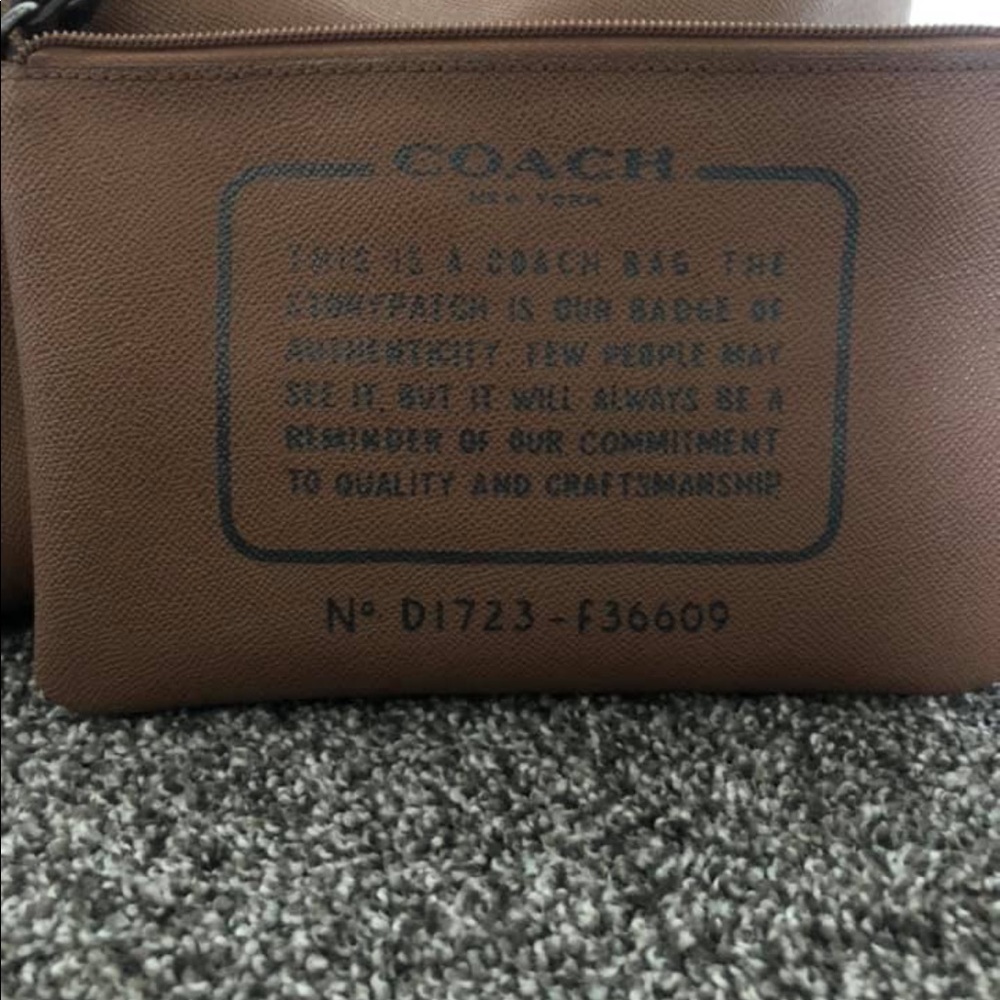 COACH
NEW YORK
THIS IS A COACH BAG. THE
STORYPATCH IS OUR BADGE OF
AUTHENTICITY. FEW PEOPLE MAY
SEE IT, BUT IT WILL ALWAYS BE A
REMINDER OF OUR COMMITMENT
TO QUALITY AND CRAFTSMANSHIP.
Nº D1723-F36609